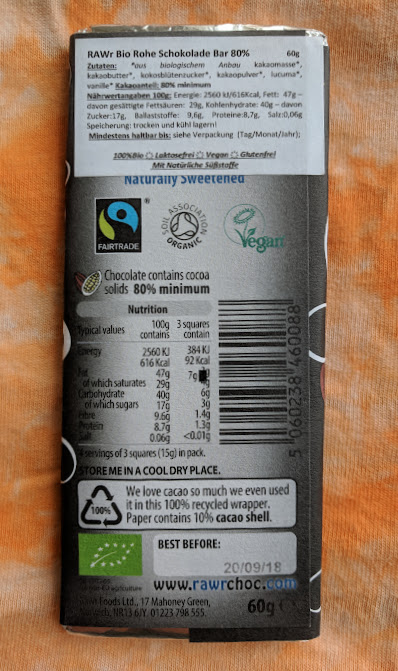 RAWr Bio Rohe Schokolade Bar 80% 60g
Zutaten: *aus biologischem Anbau kakaomasse*,
kakaobutter*, kokosblütenzucker*, kakaopulver*, lucuma*,
vanille* Kakaoanteil: 80% minimum
Nährwertangaben 100g: Energie: 2560 kJ/616Kcal, Fett: 47g –
davon gesättigte Fettsäuren: 29g, Kohlenhydrate: 40g – davon
Zucker:17g, Ballaststoffe: 9,6g, Proteine:8,7g, Salz:0,06g
Speicherung: trocken und kühl lagern!
Mindestens haltbar bis: siehe Verpackung (Tag/Monat/Jahr);
100%Bio Laktosefrei Vegan Glutenfrei
Mit Natürliche Süßstoffe
Naturally Sweetened
FAIRTRADE
®
SOIL ASSOCIATION
ORGANIC
Vegan
Chocolate contains cocoa
solids 80% minimum
Nutrition
Typical values 100g contains 3 squares contain
Energy 2560 KJ 384 KJ
616 Kcal 92 Kcal
47g 7g
of which saturates 29g
Carbohydrate 40g 6g
of which sugars 17g 3g
Fibre 9.6g 1.4g
Protein 8.7g 1.3g
Salt 0.06g <0.01g
4 servings of 3 squares (15g) in pack.
STORE ME IN A COOL DRY PLACE.
100%
We love cacao so much we even used
it in this 100% recycled wrapper.
Paper contains 10% cacao shell.
BEST BEFORE:
20/09/18
www.rawrchoc.com
Foods Ltd., 17 Mahoney Green,
NR13 6JY. 01223 798 555.
60g e
5 060238 460088